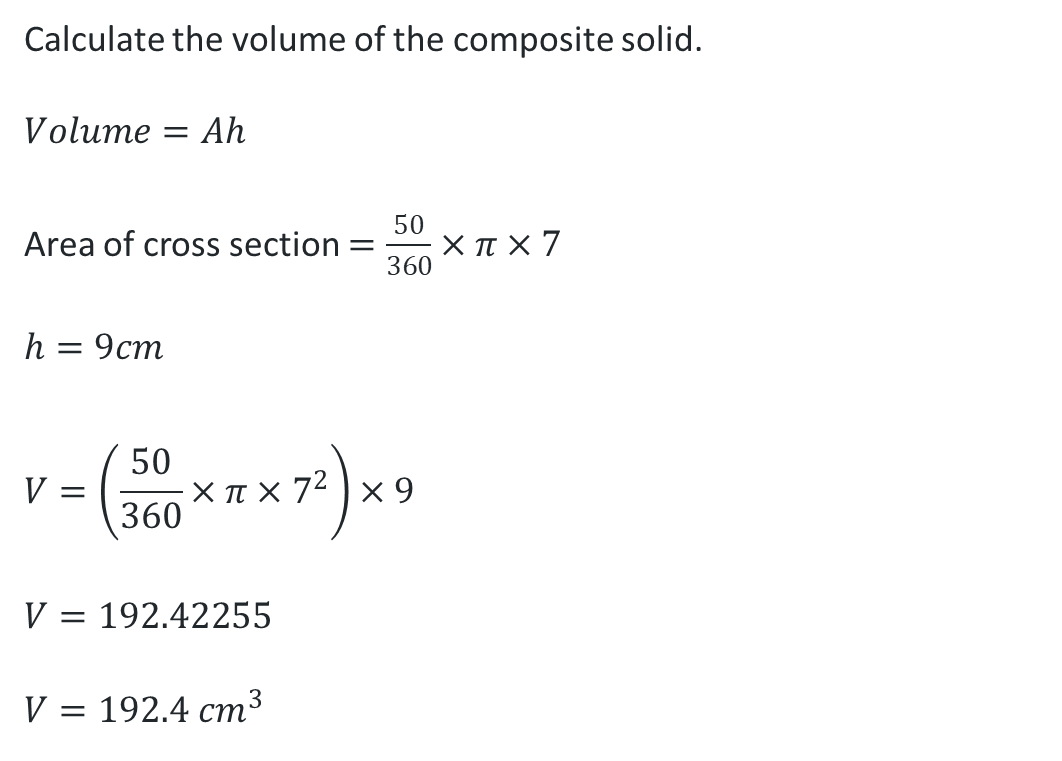 Calculate the volume of the composite solid.
Volume = Ah
Area of cross section = 50/360 × π × 7
h = 9cm
V = (50/360 × π × 7²) × 9
V = 192.42255
V = 192.4 cm³